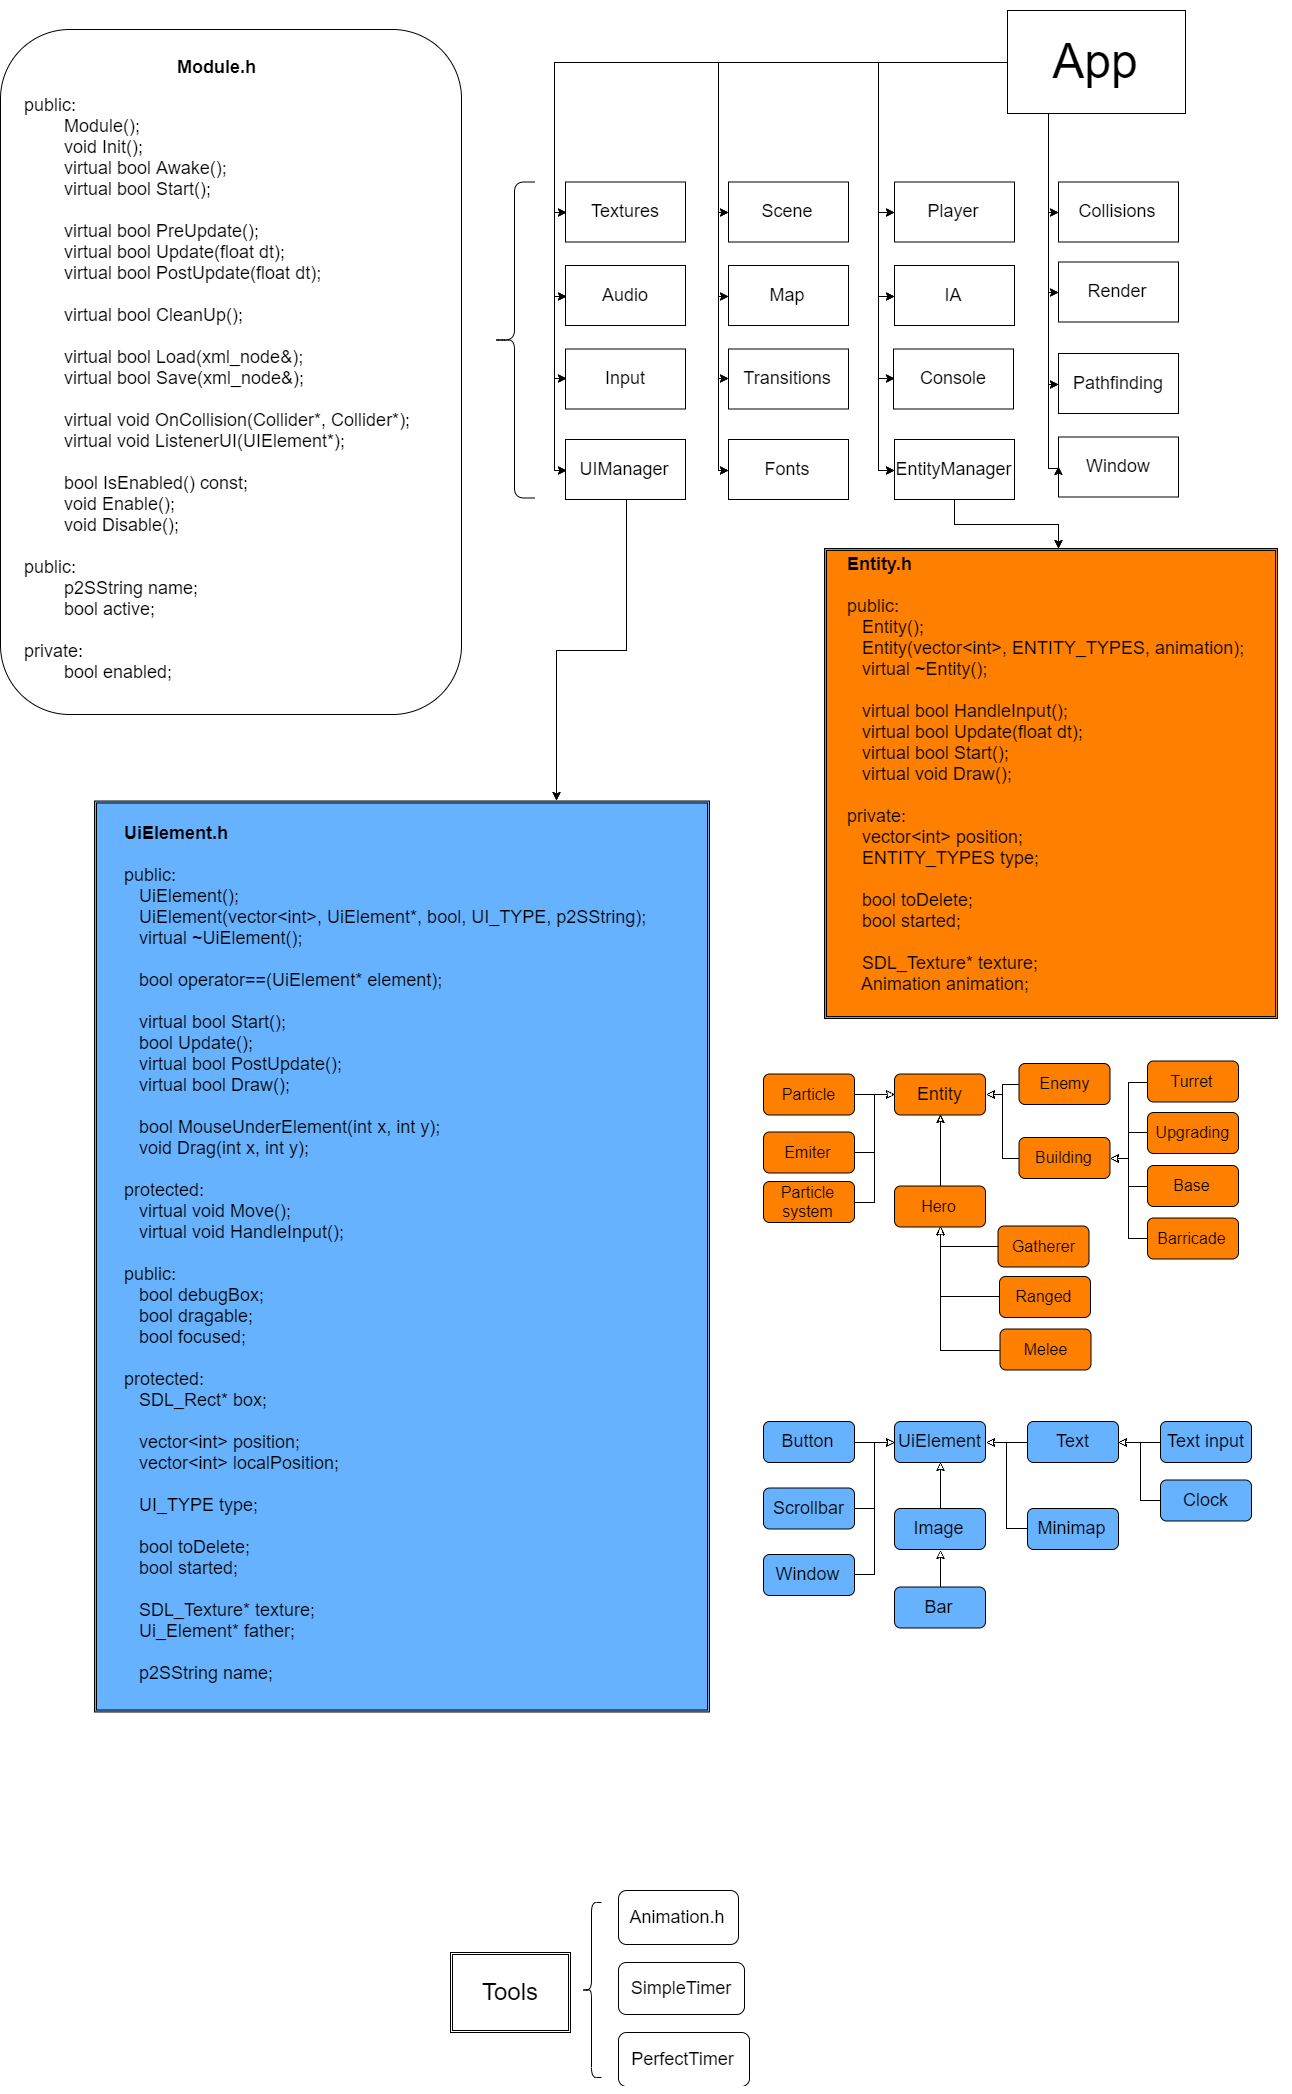 App
Module.h
public:
Module();
void Init();
virtual bool Awake();
virtual bool Start();
virtual bool PreUpdate();
virtual bool Update(float dt);
virtual bool PostUpdate(float dt);
virtual bool CleanUp();
virtual bool Load(xml_node&);
virtual bool Save(xml_node&);
virtual void OnCollision(Collider*, Collider*);
virtual void ListenerUI(UIElement*);
bool IsEnabled() const;
void Enable();
void Disable();
public:
p2SString name;
bool active;
private:
bool enabled;
Textures
Scene
Player
Collisions
Audio
Map
IA
Render
Input
Transitions
Console
Pathfinding
UIManager
Fonts
EntityManager
Window
Entity.h
public:
Entity();
Entity(vector<int>, ENTITY_TYPES, animation);
virtual ~Entity();
virtual bool HandleInput();
virtual bool Update(float dt);
virtual bool Start();
virtual void Draw();
private:
vector<int> position;
ENTITY_TYPES type;
bool toDelete;
bool started;
SDL_Texture* texture;
Animation animation;
UiElement.h
public:
UiElement();
UiElement(vector<int>, UiElement*, bool, UI_TYPE, p2SString);
virtual ~UiElement();
bool operator==(UiElement* element);
virtual bool Start();
bool Update();
virtual bool PostUpdate();
virtual bool Draw();
bool MouseUnderElement(int x, int y);
void Drag(int x, int y);
protected:
virtual void Move();
virtual void HandleInput();
public:
bool debugBox;
bool dragable;
bool focused;
protected:
SDL_Rect* box;
vector<int> position;
vector<int> localPosition;
UI_TYPE type;
bool toDelete;
bool started;
SDL_Texture* texture;
Ui_Element* father;
p2SString name;
Particle
Entity
Enemy
Turret
Upgrading
Emiter
Building
Particle
system
Base
Hero
Barricade
Gatherer
Ranged
Melee
Button
UiElement
Text
Text input
Scrollbar
Clock
Image
Minimap
Window
Bar
Tools
Animation.h
SimpleTimer
PerfectTimer